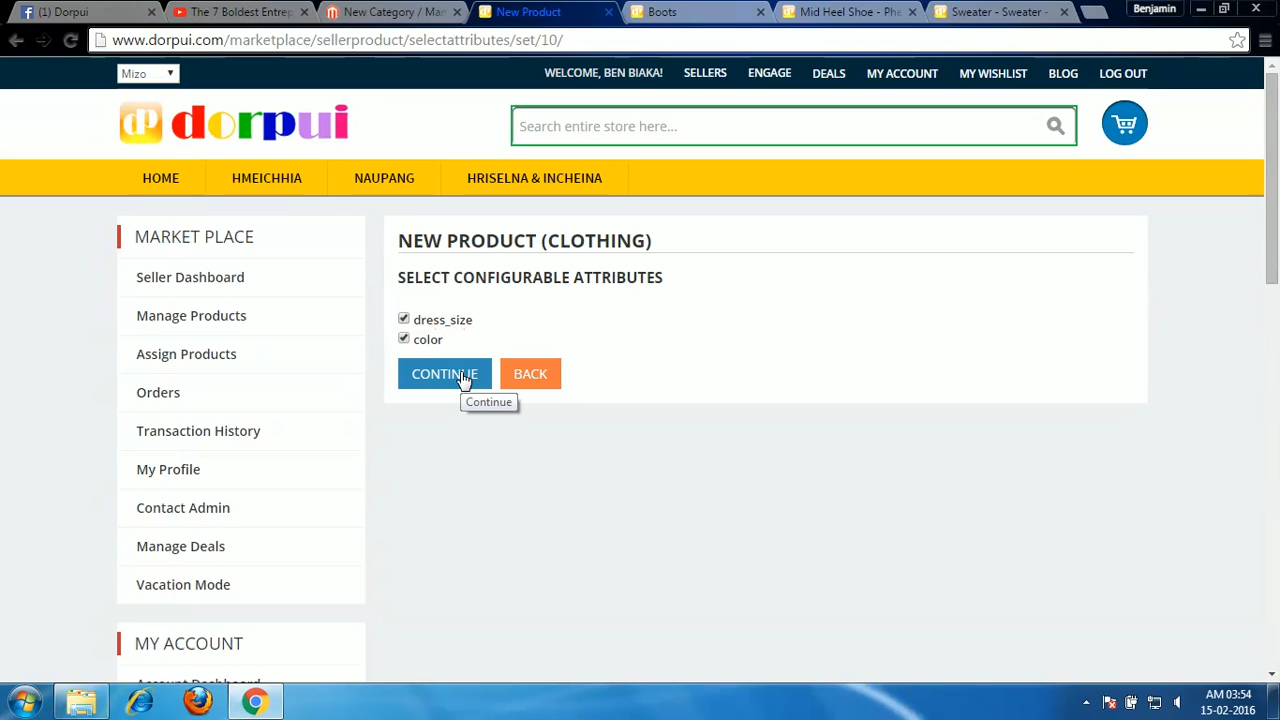 (1) Dorpui
The 7 Boldest Entrep
New Category / Man
New Product
Boots
Mid Heel Shoe - Phe
Sweater - Sweater -
Benjamin
www.dorpui.com/marketplace/sellerproduct/selectattributes/set/10/
Mizo
WELCOME, BEN BIAKA!
SELLERS
ENGAGE
DEALS
MY ACCOUNT
MY WISHLIST
BLOG
LOG OUT
dp dorpui
Search entire store here...
HOME
HMEICHHIA
NAUPANG
HRISELNA & INCHEINA
MARKET PLACE
Seller Dashboard
Manage Products
Assign Products
Orders
Transaction History
My Profile
Contact Admin
Manage Deals
Vacation Mode
MY ACCOUNT
Account Dashboard
NEW PRODUCT (CLOTHING)
SELECT CONFIGURABLE ATTRIBUTES
dress_size
color
CONTINUE
BACK
Continue
AM 03:54
15-02-2016